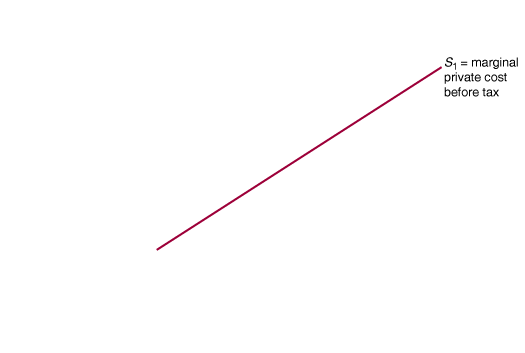 S₁ = marginal
private cost
before tax